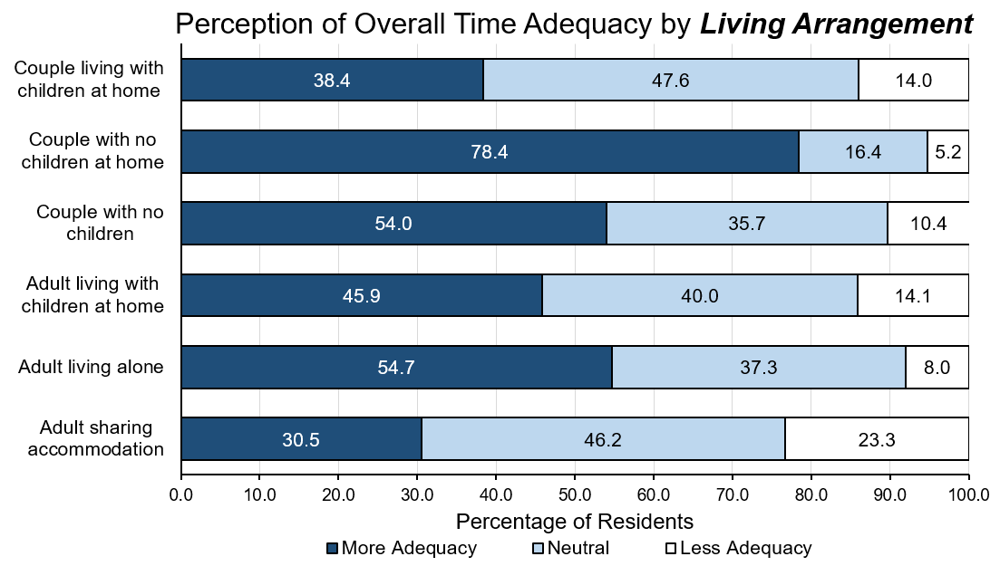 Perception of Overall Time Adequacy by Living Arrangement
Couple living with
children at home
38.4
47.6
14.0
Couple with no
children at home
78.4
16.4
5.2
Couple with no
children
54.0
35.7
10.4
Adult living with
children at home
45.9
40.0
14.1
Adult living alone
54.7
37.3
8.0
Adult sharing
accommodation
30.5
46.2
23.3
0.0 10.0 20.0 30.0 40.0 50.0 60.0 70.0 80.0 90.0 100.0
Percentage of Residents
More Adequacy Neutral Less Adequacy